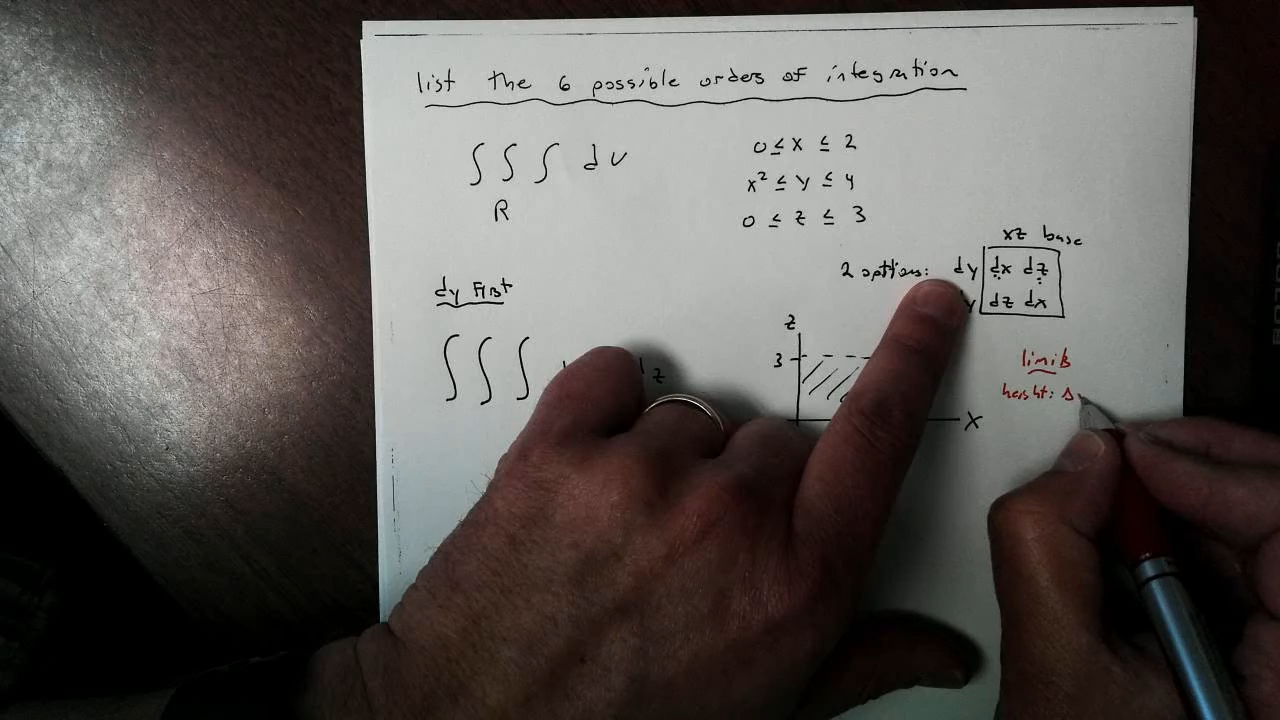 list the 6 possible orders of integration
∫ ∫ ∫ dv
R
0 ≤ x ≤ 2
x² ≤ y ≤ 4
0 ≤ z ≤ 3
xz base
2 options: dy dx dz
y dz dx
dy First
∫ ∫ ∫
z
z
3
x
limits
height: Δ